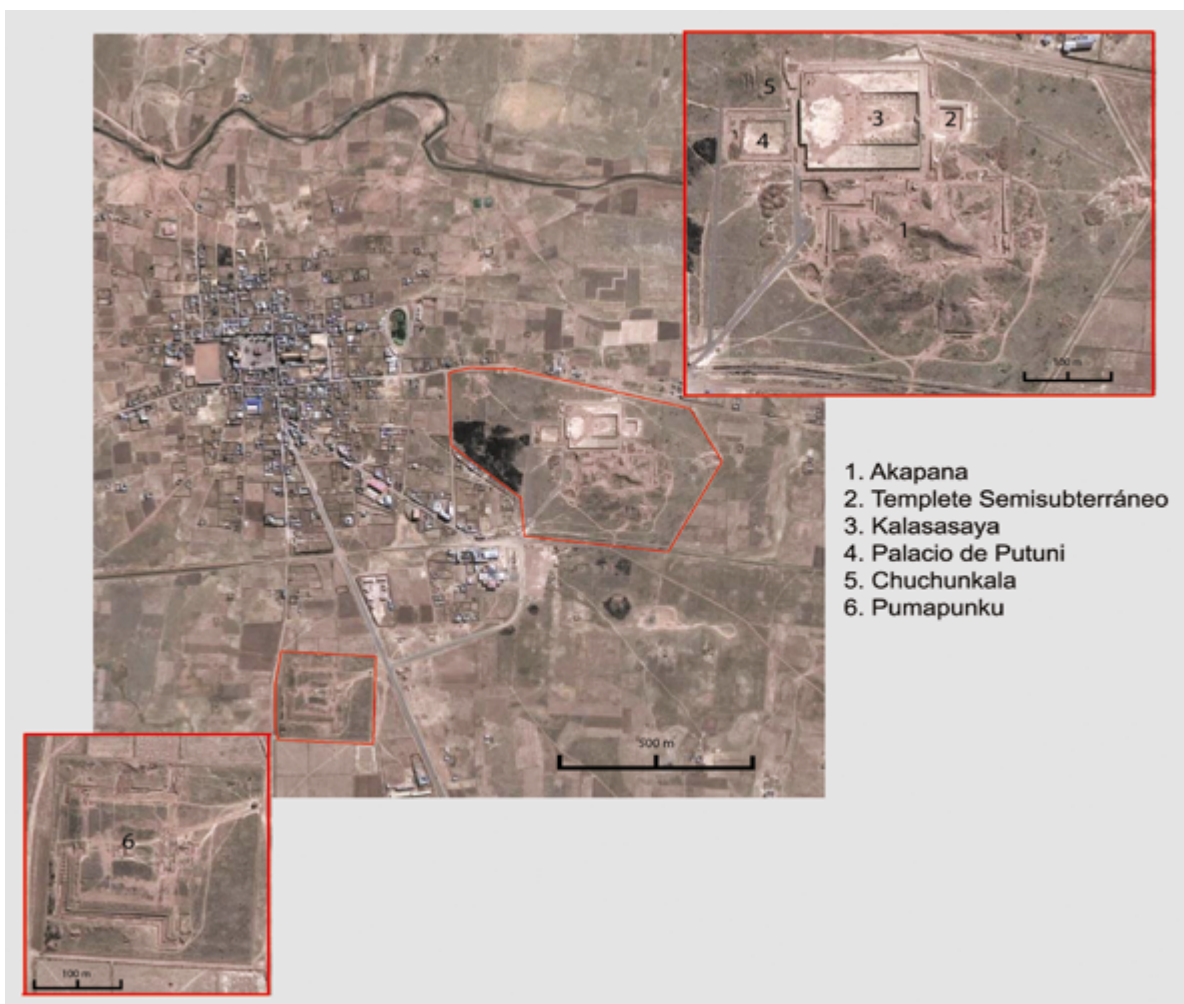 5
3
2
4
1
1. Akapana
2. Templete Semisubterráneo
3. Kalasasaya
4. Palacio de Putuni
5. Chuchunkala
6. Pumapunku
500 m
6
100 m